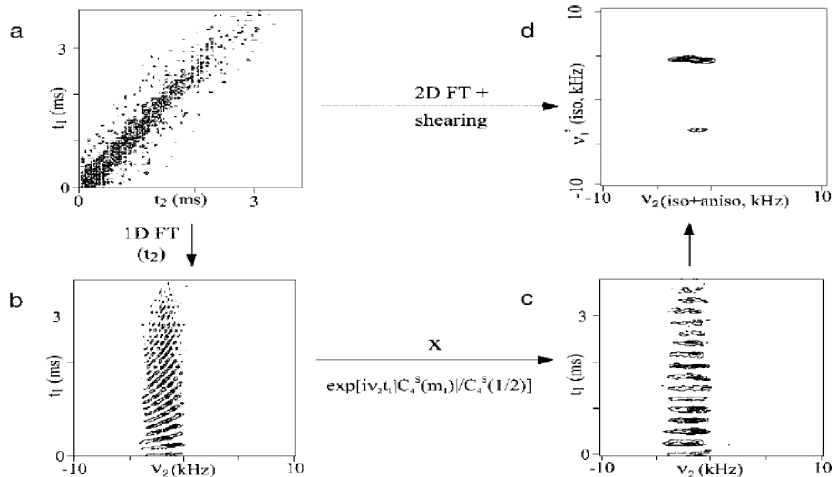 a
3
t₁ (ms)
0
0
t₂ (ms)
3
2D FT +
shearing
d
10
ν₁' (iso, kHz)
-10
-10
ν₂(iso+aniso, kHz)
10
1D FT
(t₂)
b
3
t₁ (ms)
0
-10
ν₂(kHz)
10
X
exp[iν₂t₁|C₄ˢ(m₁)|/C₄ˢ(1/2)]
c
3
t₁ (ms)
0
-10
ν₂ (kHz)
10